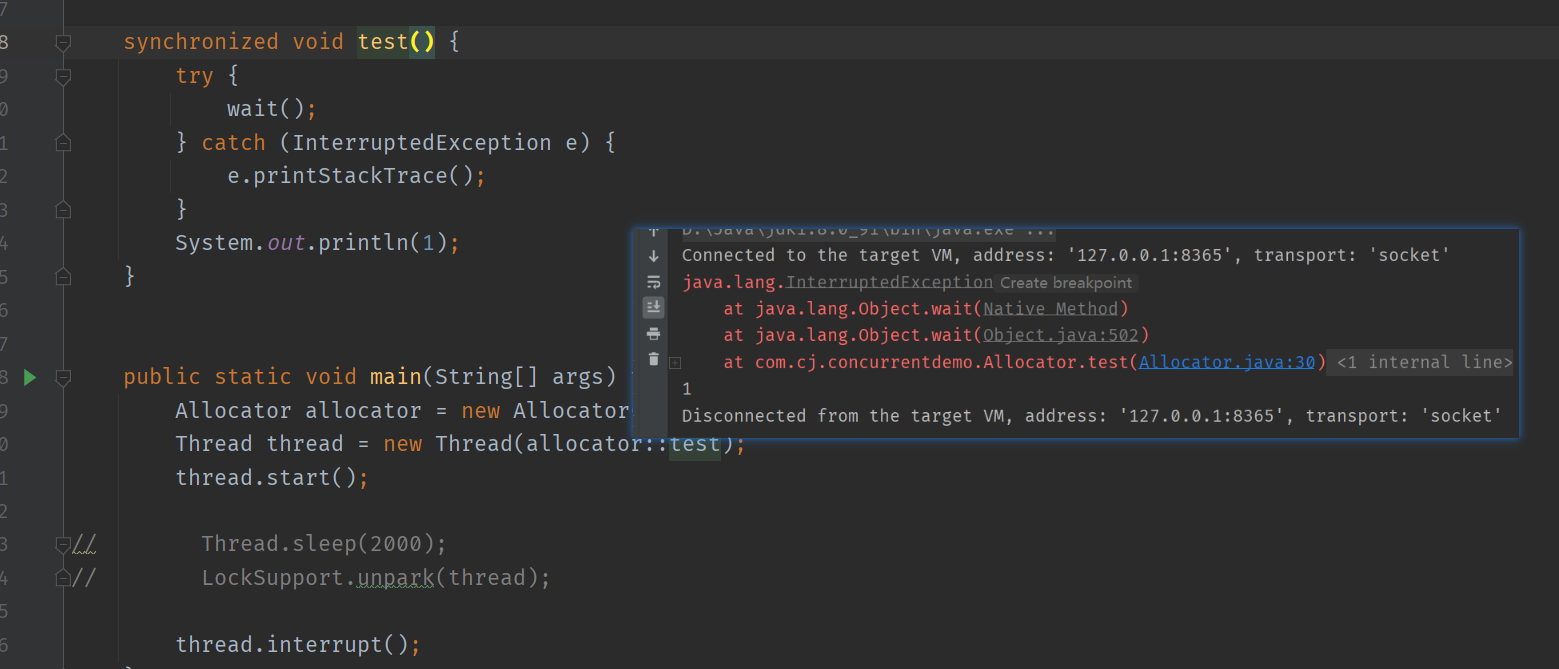 7
8 synchronized void test() {
9 try {
0 wait();
1 } catch (InterruptedException e) {
2 e.printStackTrace();
3 }
4 System.out.println(1);
5 }
6
7
8 public static void main(String[] args)
9 Allocator allocator = new Allocator
0 Thread thread = new Thread(allocator::test);
1 thread.start();
2
3 // Thread.sleep(2000);
4 // LockSupport.unpark(thread);
5
6 thread.interrupt();
D:\Java\jdk1.8.0_91\bin\java.exe ...
Connected to the target VM, address: '127.0.0.1:8365', transport: 'socket'
java.lang.InterruptedException Create breakpoint
at java.lang.Object.wait(Native Method)
at java.lang.Object.wait(Object.java:502)
at com.cj.concurrentdemo.Allocator.test(Allocator.java:30) <1 internal line>
1
Disconnected from the target VM, address: '127.0.0.1:8365', transport: 'socket'